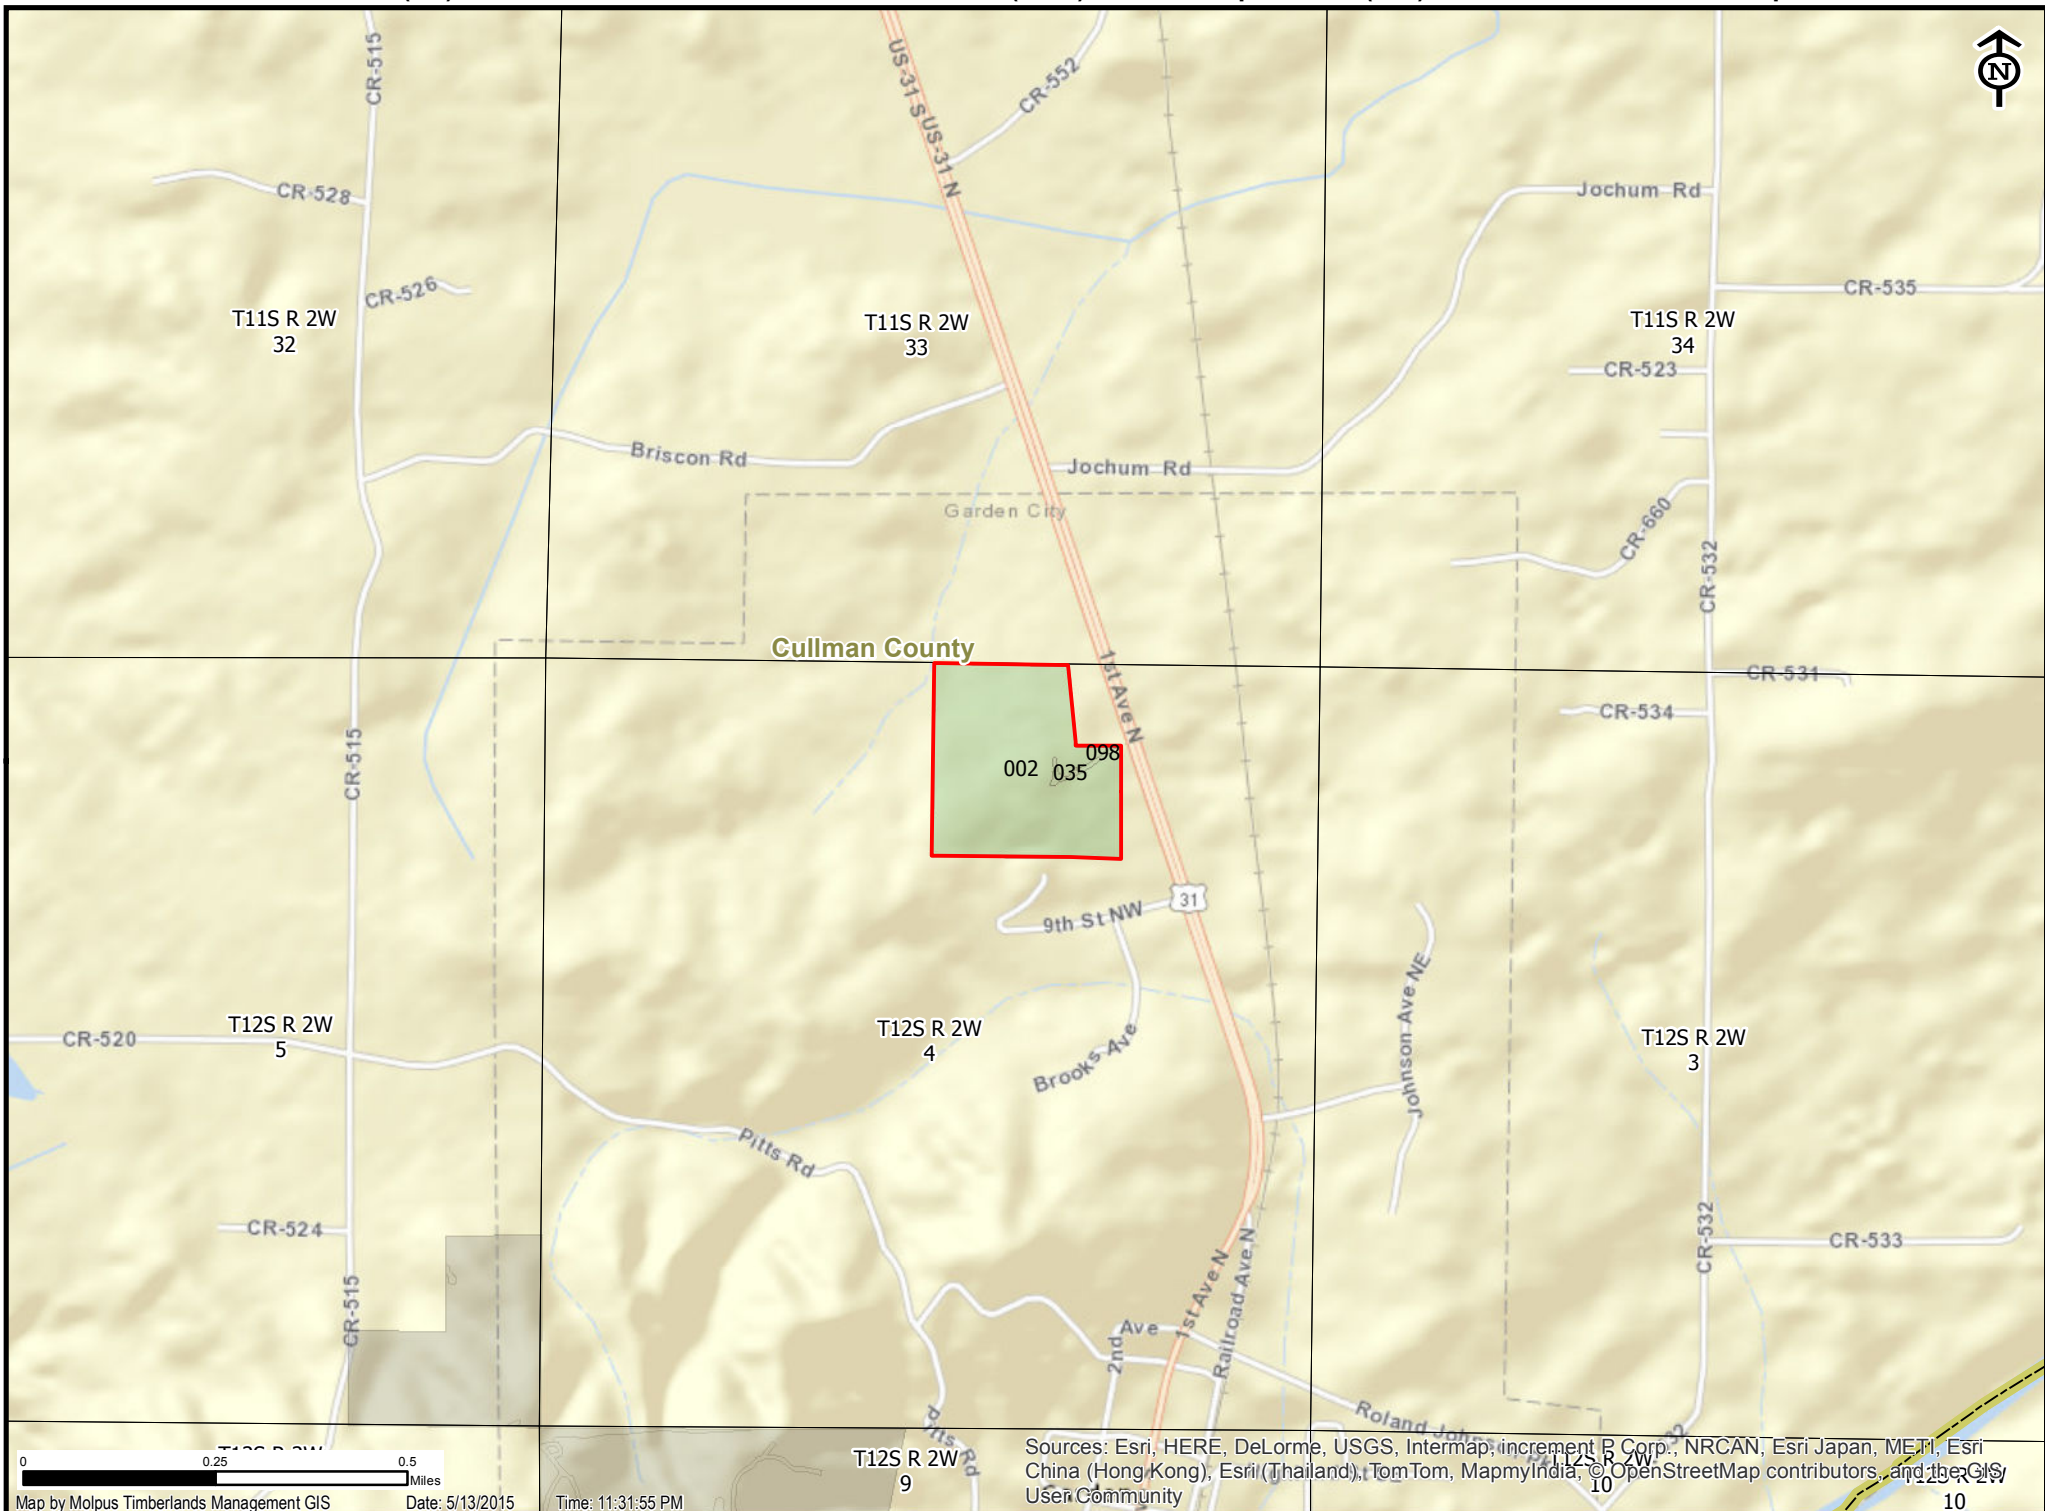 N
CR-515
US-31 S
US-31 N
CR-552
CR-528
Jochum Rd
CR-526
CR-535
T11S R 2W
32
T11S R 2W
33
T11S R 2W
34
CR-523
Briscon Rd
Jochum Rd
Garden City
CR-660
CR-532
Cullman County
1st Ave N
CR-531
CR-534
CR-515
002
035
098
31
9th St NW
Johnson Ave NE
T12S R 2W
5
T12S R 2W
4
T12S R 2W
3
CR-520
Brooks Ave
Pitts Rd
CR-524
CR-532
CR-533
CR-515
1st Ave N
Railroad Ave N
2nd
Ave
Roland Johnson
Pitts Rd
T12S R 2W
T12S R 2W
9
T12S R 2W
10
T12S R 2W
10
0 0.25 0.5
Miles
Sources: Esri, HERE, DeLorme, USGS, Intermap, increment P Corp., NRCAN, Esri Japan, METI, Esri
China (Hong Kong), Esri (Thailand), TomTom, MapmyIndia, © OpenStreetMap contributors, and the GIS
User Community
Map by Molpus Timberlands Management GIS Date: 5/13/2015 Time: 11:31:55 PM